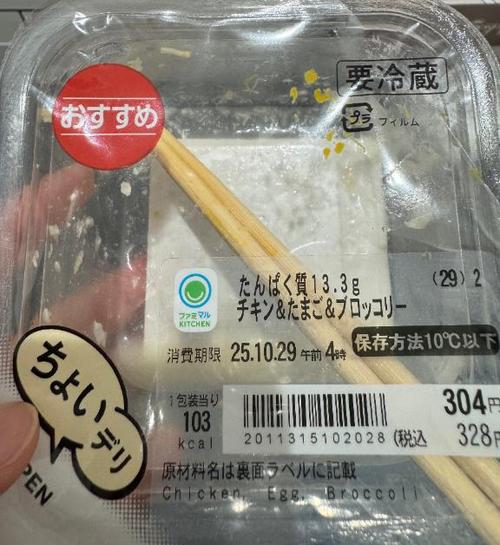 おすすめ
要冷蔵
プラ フィルム
たんぱく質13.3g
(29) 2
チキン&たまご&ブロッコリー
ファミマル
KITCHEN
消費期限 25.10.29 午前 4時
保存方法10℃以下
ちょい
デリ
1包装当り
103
kcal
304円
2011315102028 (税込 328円
原材料名は裏面ラベルに記載
Chicken, Egg, Broccoli
PEN